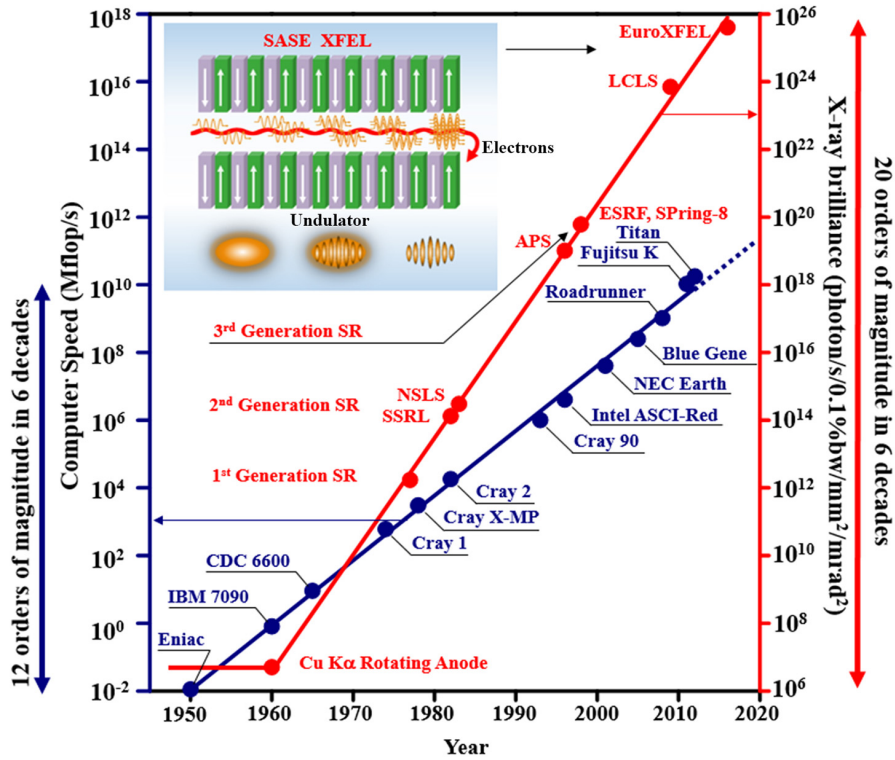 12 orders of magnitude in 6 decades
Computer Speed (Mflop/s)
10^18
10^16
10^14
10^12
10^10
10^8
10^6
10^4
10^2
10^0
10^-2
SASE XFEL
Electrons
Undulator
EuroXFEL
LCLS
ESRF, SPring-8
APS
Titan
Fujitsu K
Roadrunner
3rd Generation SR
Blue Gene
NEC Earth
NSLS
2nd Generation SR
SSRL
Intel ASCI-Red
Cray 90
1st Generation SR
Cray 2
Cray X-MP
Cray 1
CDC 6600
IBM 7090
Eniac
Cu Kα Rotating Anode
10^26
10^24
10^22
10^20
10^18
10^16
10^14
10^12
10^10
10^8
10^6
X-ray brilliance (photon/s/0.1%bw/mm²/mrad²)
20 orders of magnitude in 6 decades
1950 1960 1970 1980 1990 2000 2010 2020
Year